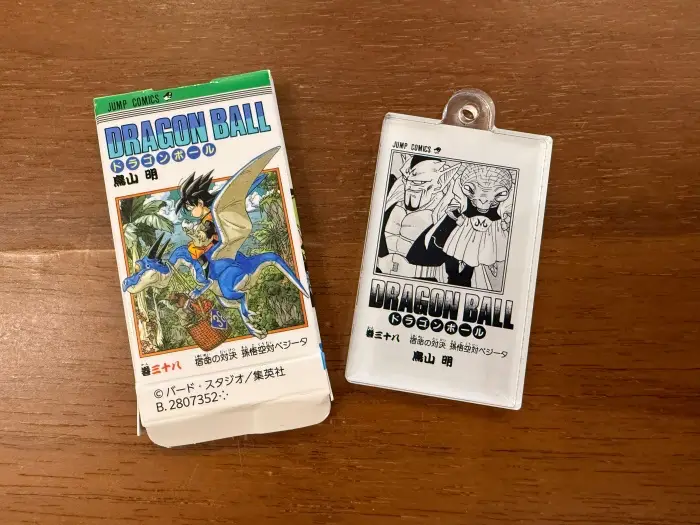 JUMP COMICS
DRAGON BALL
ドラゴンボール
鳥山 明
巻三十八
宿命の対決 孫悟空対ベジータ
©バード・スタジオ/集英社
B.2807352∴
JUMP COMICS
M
DRAGON BALL
ドラゴンボール
巻三十八
宿命の対決 孫悟空対ベジータ
鳥山 明